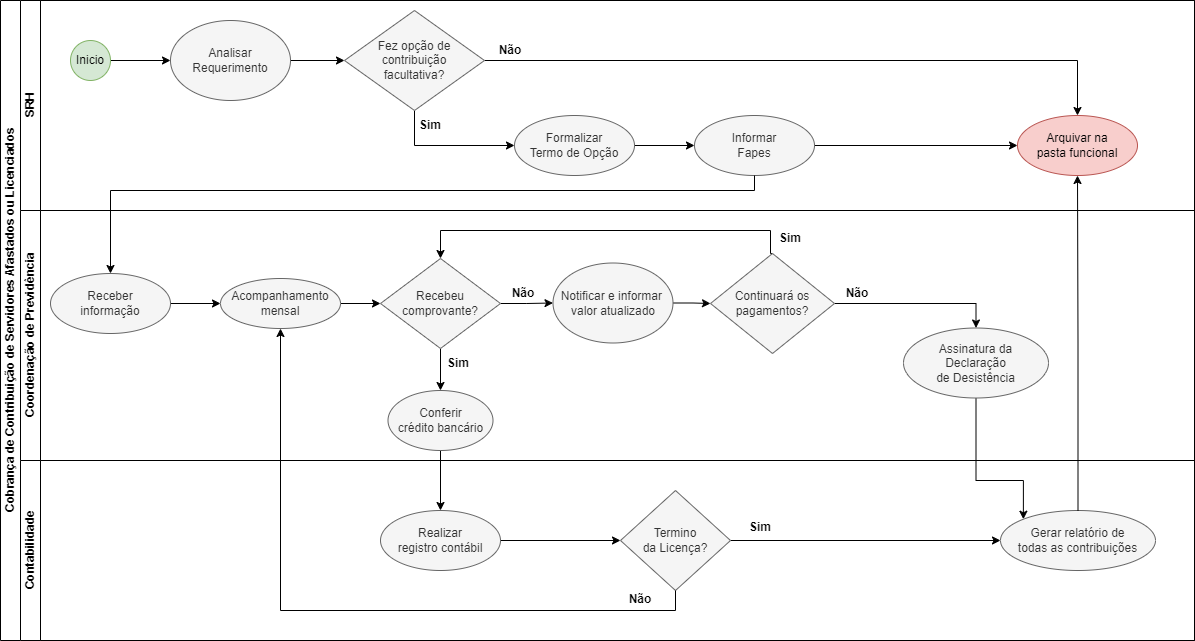 Cobrança de Contribuição de Servidores Afastados ou Licenciados
SRH
Inicio
Analisar
Requerimento
Fez opção de
contribuição
facultativa?
Não
Sim
Formalizar
Termo de Opção
Informar
Fapes
Arquivar na
pasta funcional
Coordenação de Previdência
Receber
informação
Acompanhamento
mensal
Recebeu
comprovante?
Não
Sim
Notificar e informar
valor atualizado
Continuará os
pagamentos?
Sim
Não
Assinatura da
Declaração
de Desistência
Conferir
crédito bancário
Contabilidade
Realizar
registro contábil
Termino
da Licença?
Sim
Não
Gerar relatório de
todas as contribuições